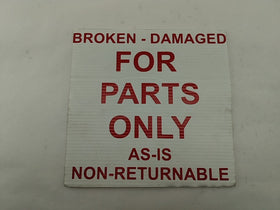 BROKEN - DAMAGED
FOR
PARTS
ONLY
AS-IS
NON-RETURNABLE